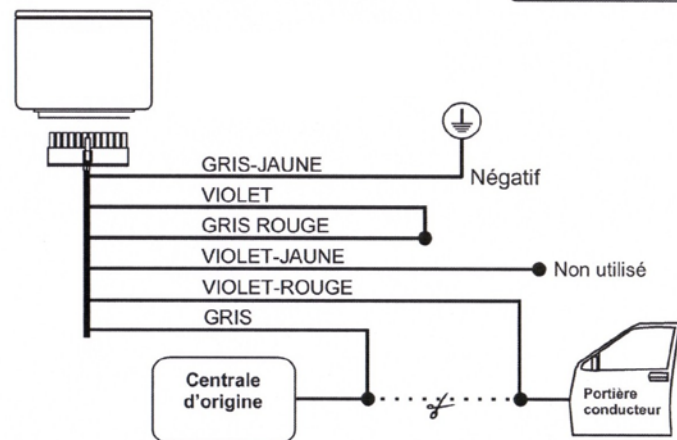 GRIS-JAUNE
Négatif
VIOLET
GRIS ROUGE
VIOLET-JAUNE
Non utilisé
VIOLET-ROUGE
GRIS
Centrale
d'origine
Portière
conducteur